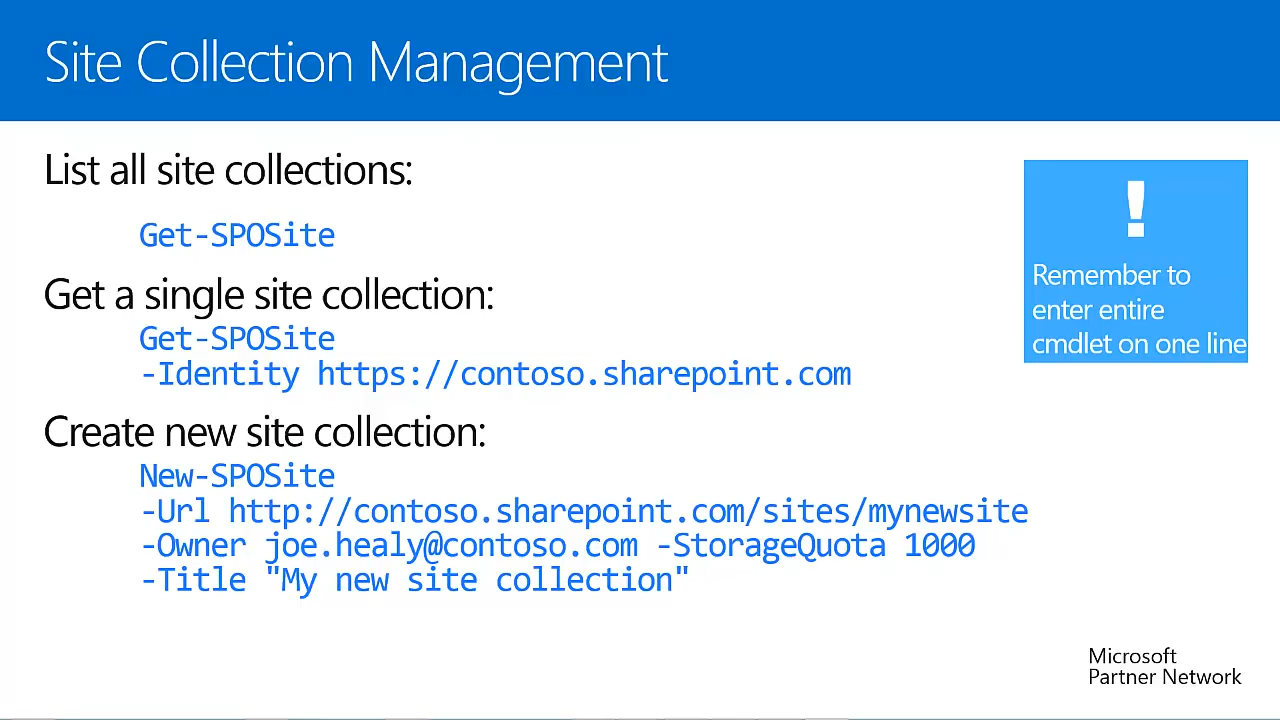 Site Collection Management
List all site collections:
Get-SPOSite
Get a single site collection:
Get-SPOSite
-Identity https://contoso.sharepoint.com
Create new site collection:
New-SPOSite
-Url http://contoso.sharepoint.com/sites/mynewsite
-Owner joe.healy@contoso.com -StorageQuota 1000
-Title "My new site collection"
!
Remember to
enter entire
cmdlet on one line
Microsoft
Partner Network